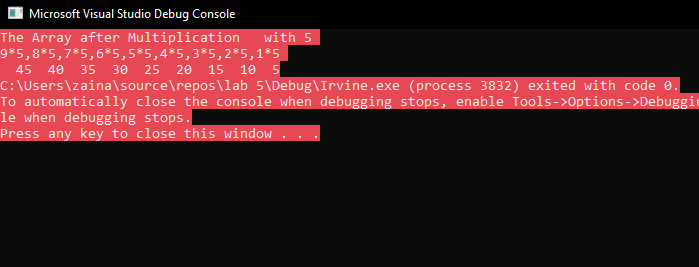 Microsoft Visual Studio Debug Console
The Array after Multiplication   with 5
9*5,8*5,7*5,6*5,5*5,4*5,3*5,2*5,1*5
  45  40  35  30  25  20  15  10  5
C:\Users\zaina\source\repos\lab 5\Debug\Irvine.exe (process 3832) exited with code 0.
To automatically close the console when debugging stops, enable Tools->Options->Debuggin
le when debugging stops.
Press any key to close this window . . .